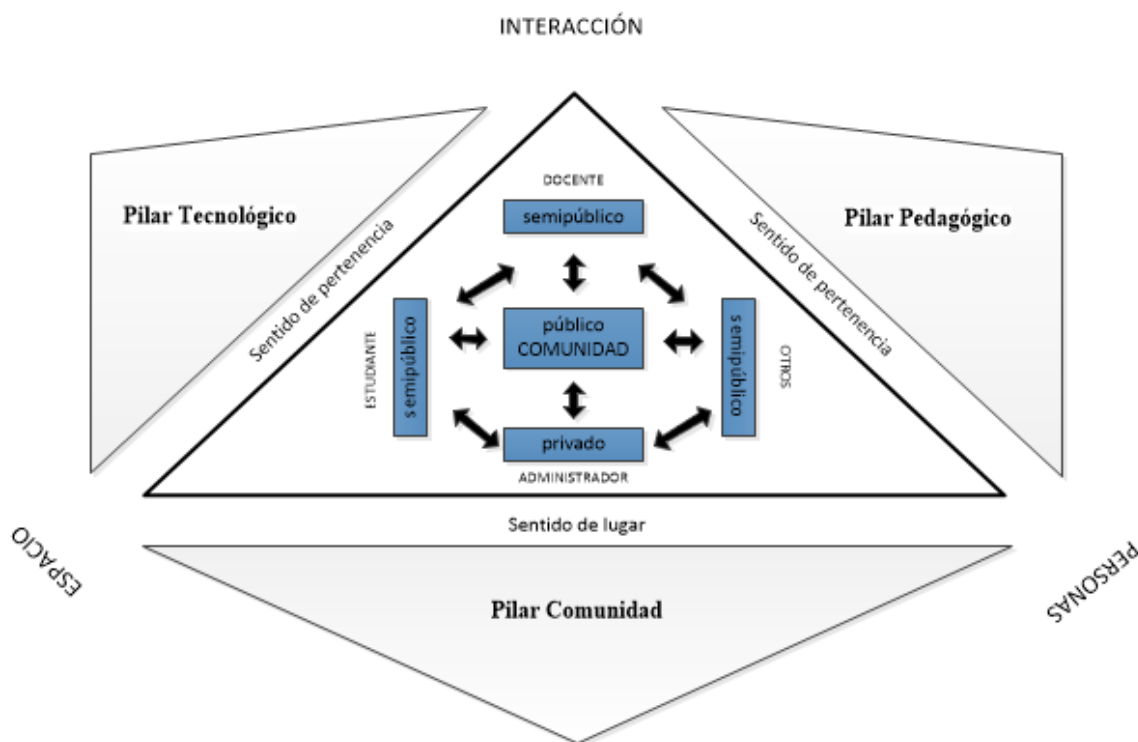 INTERACCIÓN
Pilar Tecnológico
Sentido de pertenencia
DOCENTE
semipúblico
Sentido de pertenencia
Pilar Pedagógico
ESTUDIANTE
semipúblico
público
COMUNIDAD
semipúblico
OTROS
privado
ADMINISTRADOR
Sentido de lugar
ESPACIO
PERSONAS
Pilar Comunidad